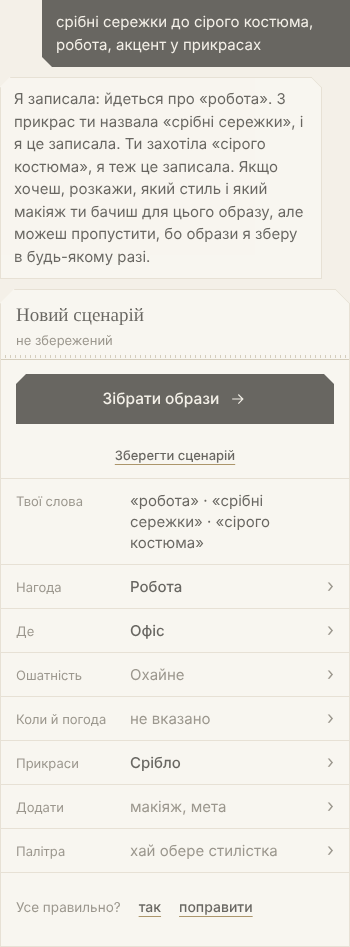 срібні сережки до сірого костюма,
робота, акцент у прикрасах
Я записала: йдеться про «робота». З
прикрас ти назвала «срібні сережки», і
я це записала. Ти захотіла «сірого
костюма», я теж це записала. Якщо
хочеш, розкажи, який стиль і який
макіяж ти бачиш для цього образу, але
можеш пропустити, бо образи я зберу
в будь-якому разі.
Новий сценарій
не збережений
Зібрати образи →
Зберегти сценарій
Твої слова «робота» · «срібні
сережки» · «сірого
костюма»
Нагода Робота ›
Де Офіс ›
Ошатність Охайне ›
Коли й погода не вказано ›
Прикраси Срібло ›
Додати макіяж, мета ›
Палітра хай обере стилістка ›
Усе правильно? так поправити